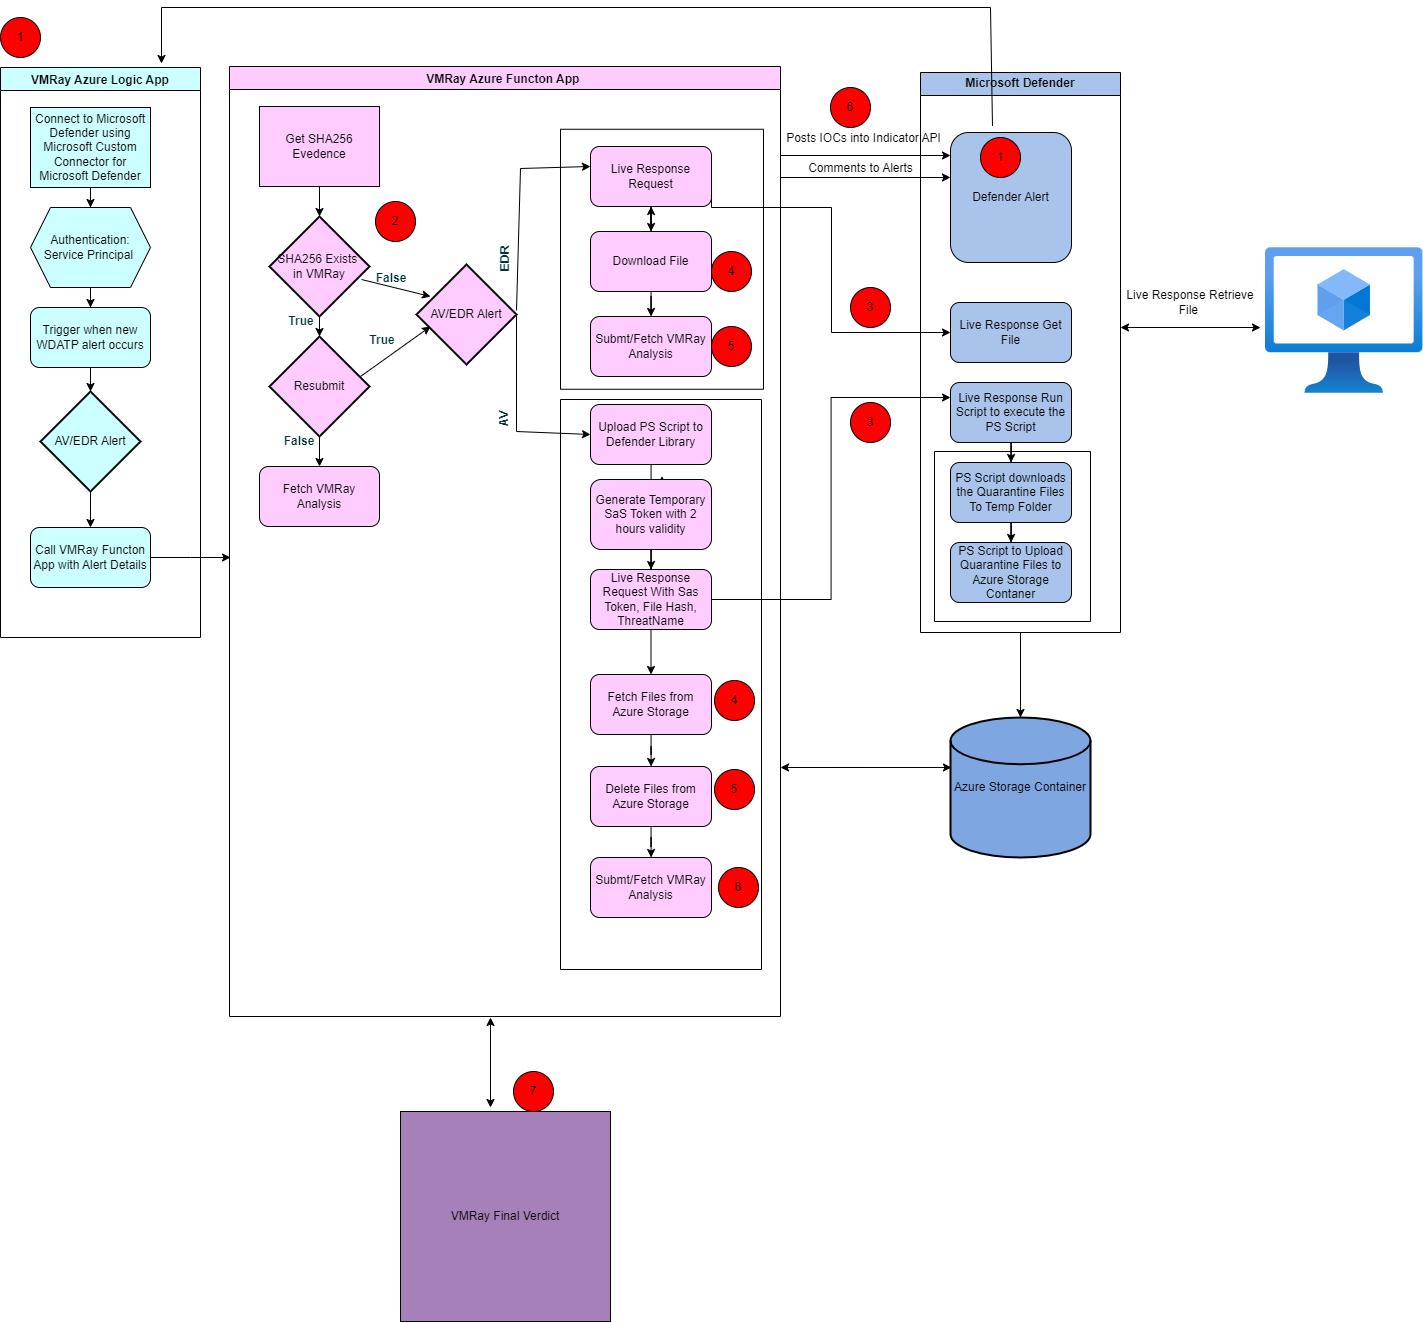 1
VMRay Azure Logic App
Connect to Microsoft
Defender using
Microsoft Custom
Connector for
Microsoft Defender
Authentication:
Service Principal
Trigger when new
WDATP alert occurs
AV/EDR Alert
Call VMRay Functon
App with Alert Details
VMRay Azure Functon App
Get SHA256
Evedence
2
SHA256 Exists
in VMRay
False
True
Resubmit
True
False
Fetch VMRay
Analysis
AV/EDR Alert
EDR
AV
Live Response
Request
Download File
4
Submt/Fetch VMRay
Analysis
5
Upload PS Script to
Defender Library
Generate Temporary
SaS Token with 2
hours validity
Live Response
Request With Sas
Token, File Hash,
ThreatName
Fetch Files from
Azure Storage
4
Delete Files from
Azure Storage
5
Submt/Fetch VMRay
Analysis
6
6
Posts IOCs into Indicator API
Comments to Alerts
3
3
Microsoft Defender
1
Defender Alert
Live Response Get
File
Live Response Run
Script to execute the
PS Script
PS Script downloads
the Quarantine Files
To Temp Folder
PS Script to Upload
Quarantine Files to
Azure Storage
Contaner
Live Response Retrieve
File
Azure Storage Container
7
VMRay Final Verdict